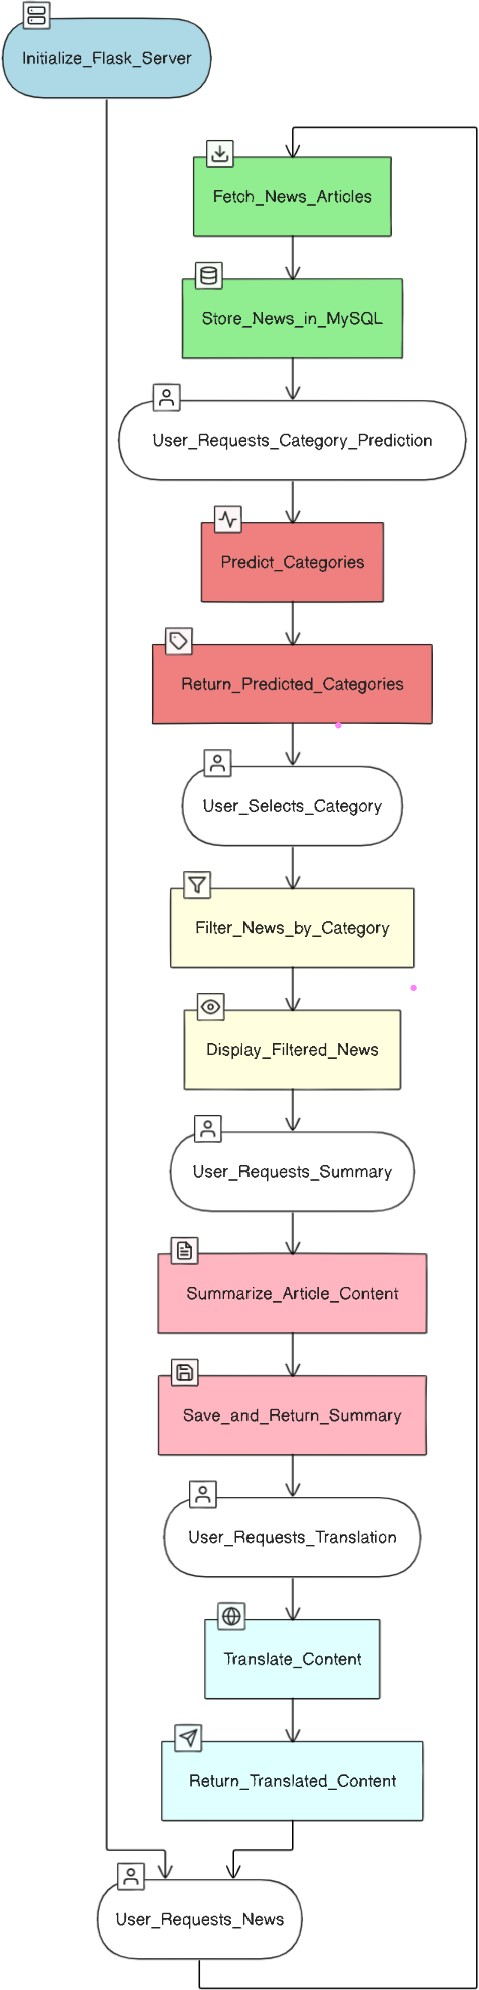 Initialize_Flask_Server
Fetch_News_Articles
Store_News_in_MySQL
User_Requests_Category_Prediction
Predict_Categories
Return_Predicted_Categories
User_Selects_Category
Filter_News_by_Category
Display_Filtered_News
User_Requests_Summary
Summarize_Article_Content
Save_and_Return_Summary
User_Requests_Translation
Translate_Content
Return_Translated_Content
User_Requests_News